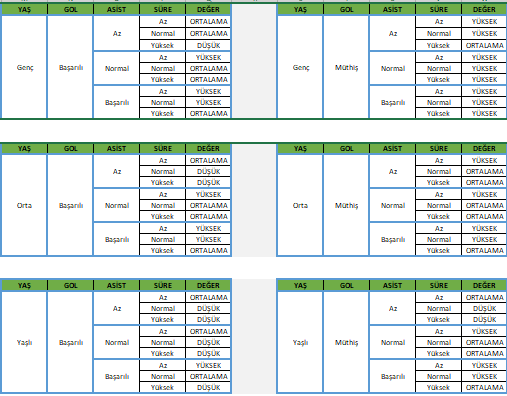 YAŞ GOL ASİST SÜRE DEĞER
Genç Başarılı Az Az ORTALAMA
Normal ORTALAMA
Yüksek DÜŞÜK
Normal Az YÜKSEK
Normal ORTALAMA
Yüksek ORTALAMA
Başarılı Az YÜKSEK
Normal YÜKSEK
Yüksek ORTALAMA
YAŞ GOL ASİST SÜRE DEĞER
Genç Müthiş Az Az YÜKSEK
Normal YÜKSEK
Yüksek ORTALAMA
Normal Az YÜKSEK
Normal YÜKSEK
Yüksek YÜKSEK
Başarılı Az YÜKSEK
Normal YÜKSEK
Yüksek YÜKSEK
YAŞ GOL ASİST SÜRE DEĞER
Orta Başarılı Az Az ORTALAMA
Normal DÜŞÜK
Yüksek DÜŞÜK
Normal Az YÜKSEK
Normal ORTALAMA
Yüksek ORTALAMA
Başarılı Az YÜKSEK
Normal YÜKSEK
Yüksek ORTALAMA
YAŞ GOL ASİST SÜRE DEĞER
Orta Müthiş Az Az YÜKSEK
Normal ORTALAMA
Yüksek ORTALAMA
Normal Az YÜKSEK
Normal YÜKSEK
Yüksek ORTALAMA
Başarılı Az YÜKSEK
Normal YÜKSEK
Yüksek YÜKSEK
YAŞ GOL ASİST SÜRE DEĞER
Yaşlı Başarılı Az Az ORTALAMA
Normal DÜŞÜK
Yüksek DÜŞÜK
Normal Az ORTALAMA
Normal DÜŞÜK
Yüksek DÜŞÜK
Başarılı Az YÜKSEK
Normal ORTALAMA
Yüksek DÜŞÜK
YAŞ GOL ASİST SÜRE DEĞER
Yaşlı Müthiş Az Az ORTALAMA
Normal DÜŞÜK
Yüksek DÜŞÜK
Normal Az YÜKSEK
Normal ORTALAMA
Yüksek ORTALAMA
Başarılı Az YÜKSEK
Normal YÜKSEK
Yüksek ORTALAMA